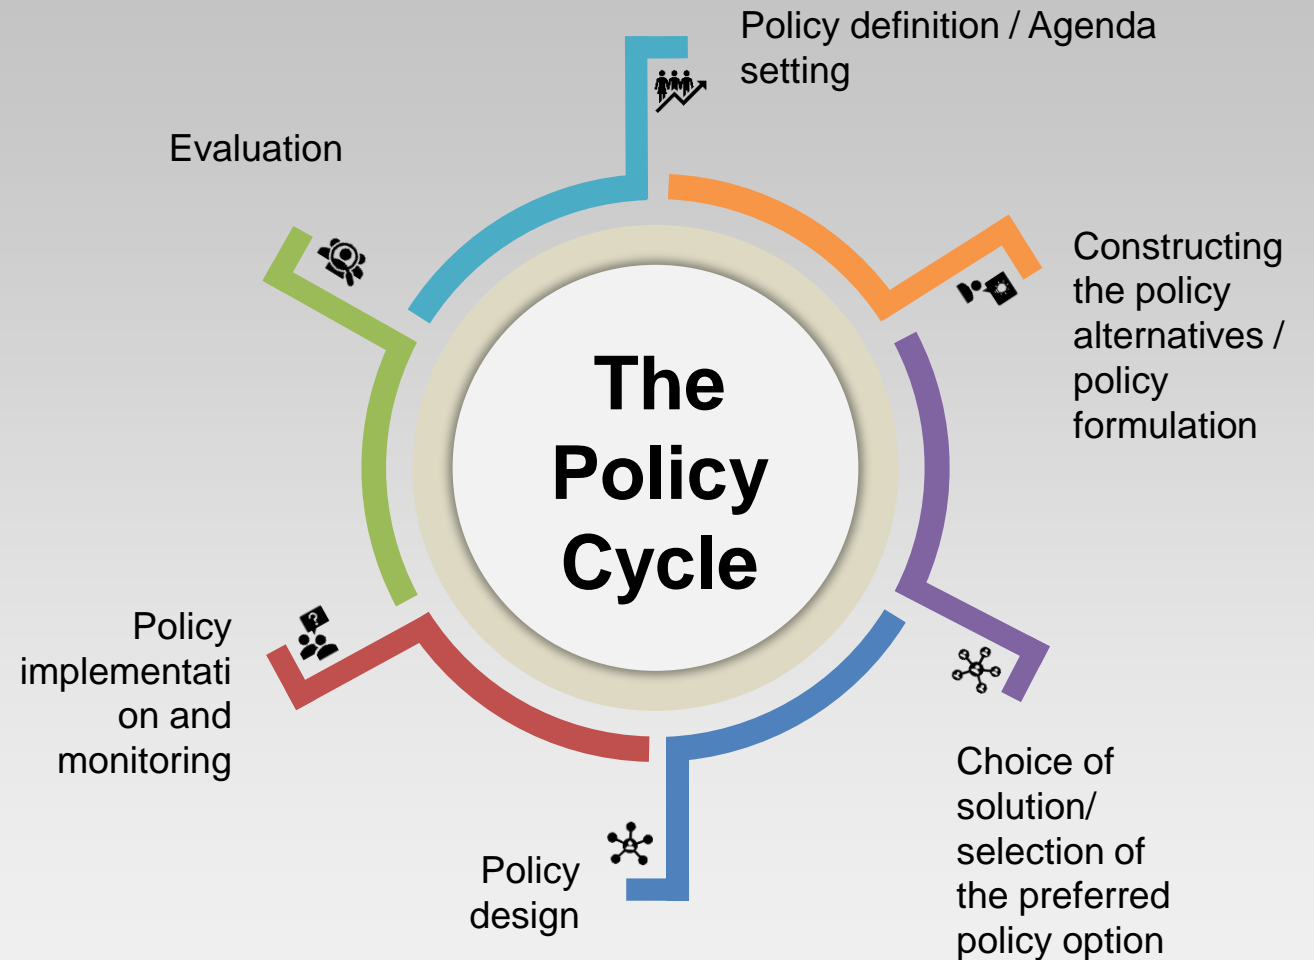 Policy definition / Agenda
setting
Constructing
the policy
alternatives /
policy
formulation
Choice of
solution/
selection of
the preferred
policy option
Policy
design
Policy
implementati
on and
monitoring
Evaluation
The
Policy
Cycle
?